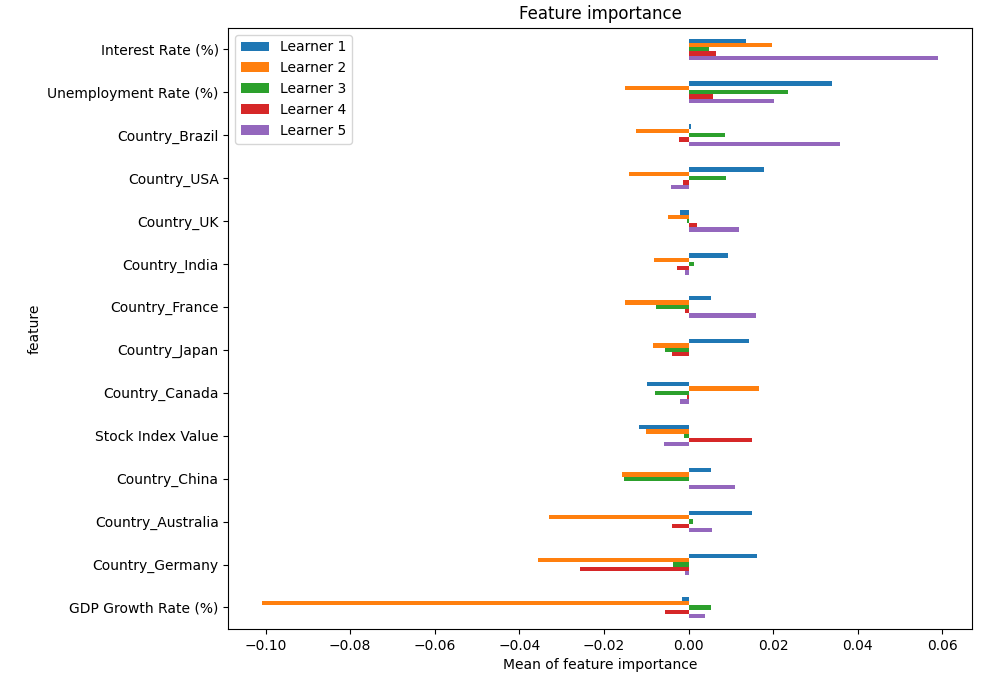 Feature importance
Learner 1
Learner 2
Learner 3
Learner 4
Learner 5
feature
Interest Rate (%)
Unemployment Rate (%)
Country_Brazil
Country_USA
Country_UK
Country_India
Country_France
Country_Japan
Country_Canada
Stock Index Value
Country_China
Country_Australia
Country_Germany
GDP Growth Rate (%)
−0.10 −0.08 −0.06 −0.04 −0.02 0.00 0.02 0.04 0.06
Mean of feature importance